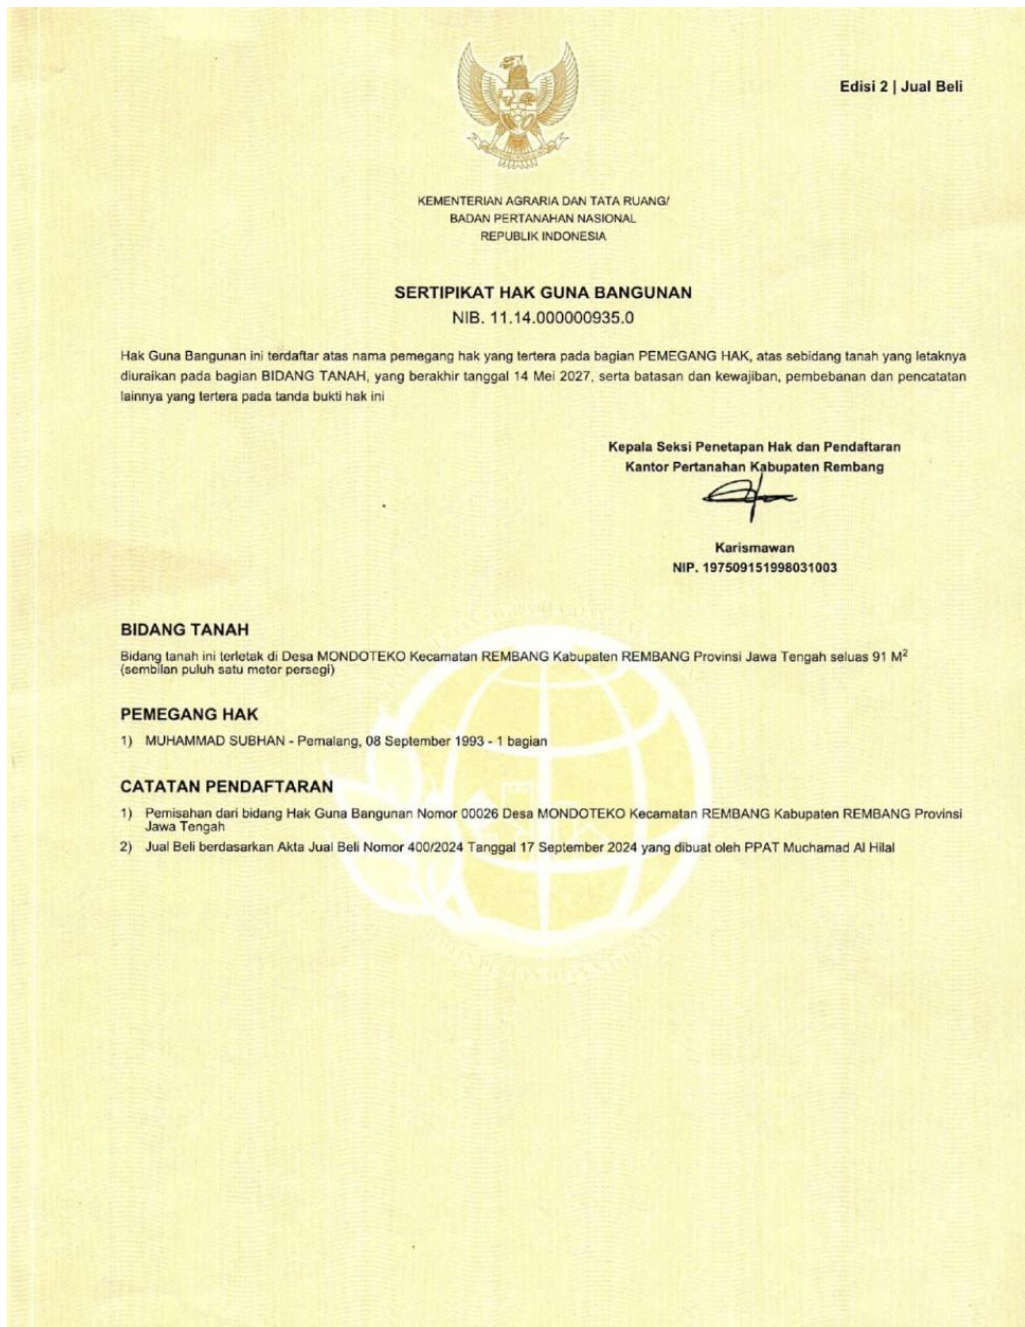 Edisi 2 | Jual Beli
KEMENTERIAN AGRARIA DAN TATA RUANG/
BADAN PERTANAHAN NASIONAL
REPUBLIK INDONESIA
SERTIPIKAT HAK GUNA BANGUNAN
NIB. 11.14.000000935.0
Hak Guna Bangunan ini terdaftar atas nama pemegang hak yang tertera pada bagian PEMEGANG HAK, atas sebidang tanah yang letaknya
diuraikan pada bagian BIDANG TANAH, yang berakhir tanggal 14 Mei 2027, serta batasan dan kewajiban, pembebanan dan pencatatan
lainnya yang tertera pada tanda bukti hak ini
Kepala Seksi Penetapan Hak dan Pendaftaran
Kantor Pertanahan Kabupaten Rembang
Karismawan
NIP. 197509151998031003
BIDANG TANAH
Bidang tanah ini terletak di Desa MONDOTEKO Kecamatan REMBANG Kabupaten REMBANG Provinsi Jawa Tengah seluas 91 M²
(sembilan puluh satu meter persegi)
PEMEGANG HAK
1) MUHAMMAD SUBHAN - Pemalang, 08 September 1993 - 1 bagian
CATATAN PENDAFTARAN
1) Pemisahan dari bidang Hak Guna Bangunan Nomor 00026 Desa MONDOTEKO Kecamatan REMBANG Kabupaten REMBANG Provinsi
Jawa Tengah
2) Jual Beli berdasarkan Akta Jual Beli Nomor 400/2024 Tanggal 17 September 2024 yang dibuat oleh PPAT Muchamad Al Hilal